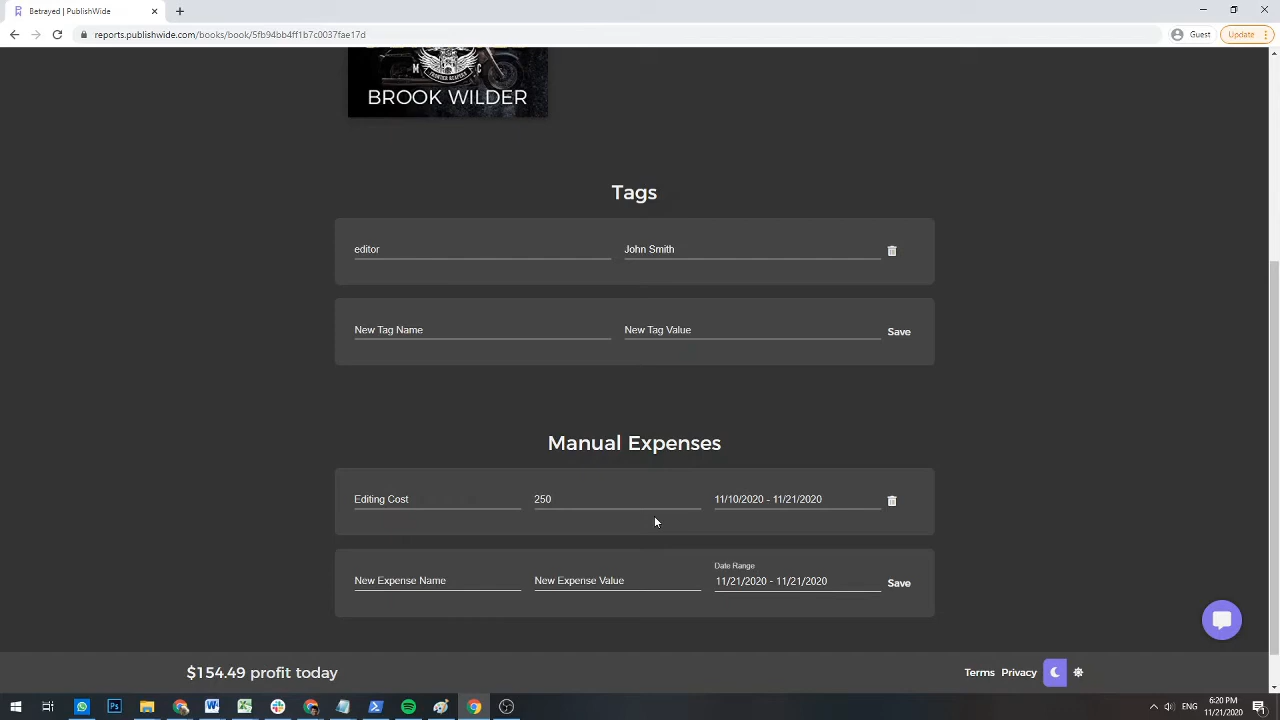 Betrayed | PublishWide
reports.publishwide.com/books/book/5fb94bb4ff1b7c0037fae17d
Guest
Update
M C
FRONTIER REAPERS
BROOK WILDER
Tags
editor John Smith
New Tag Name New Tag Value Save
Manual Expenses
Editing Cost 250 11/10/2020 - 11/21/2020
Date Range
New Expense Name New Expense Value 11/21/2020 - 11/21/2020 Save
$154.49 profit today
Terms Privacy
6:20 PM
ENG
11/21/2020